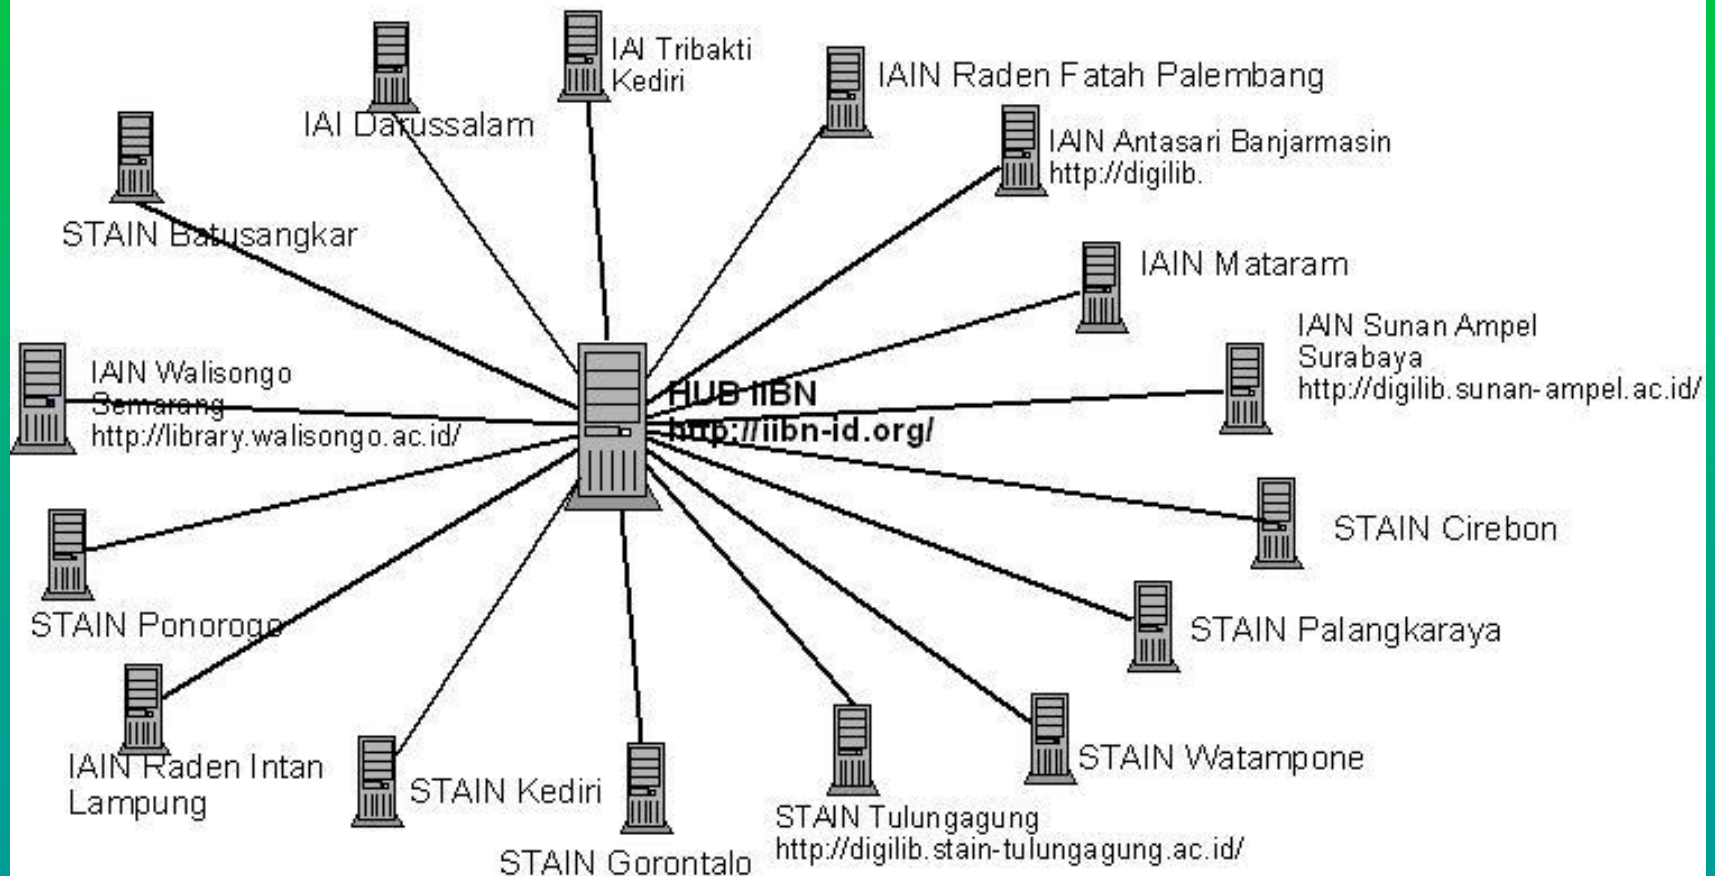 IAI Tribakti
Kediri
IAIN Raden Fatah Palembang
IAI Darussalam
IAIN Antasari Banjarmasin
http://digilib.
STAIN Batusangkar
IAIN Mataram
IAIN Sunan Ampel
Surabaya
http://digilib.sunan-ampel.ac.id/
IAIN Walisongo
Semarang
http://library.walisongo.ac.id/
HUB IIBN
http://iibn-id.org/
STAIN Cirebon
STAIN Ponorogo
STAIN Palangkaraya
IAIN Raden Intan
Lampung
STAIN Kediri
STAIN Watampone
STAIN Gorontalo
STAIN Tulungagung
http://digilib.stain-tulungagung.ac.id/